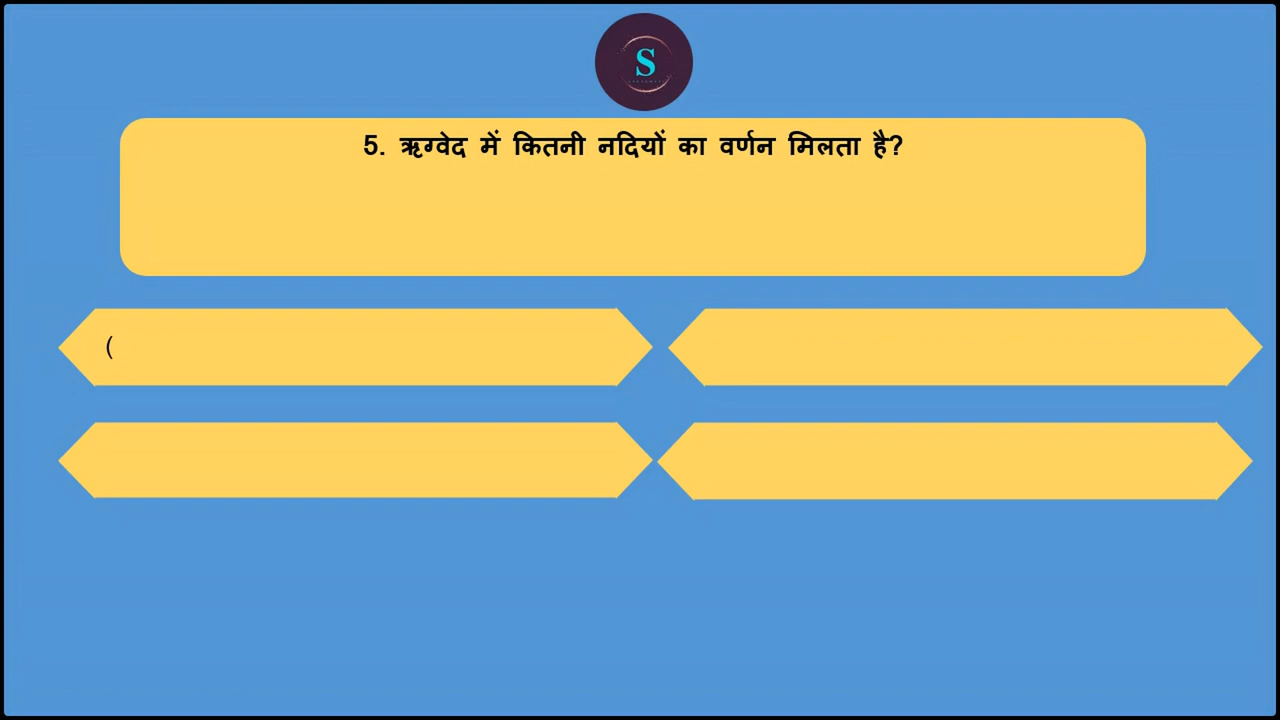 S
5. ऋग्वेद में कितनी नदियों का वर्णन मिलता है?
(